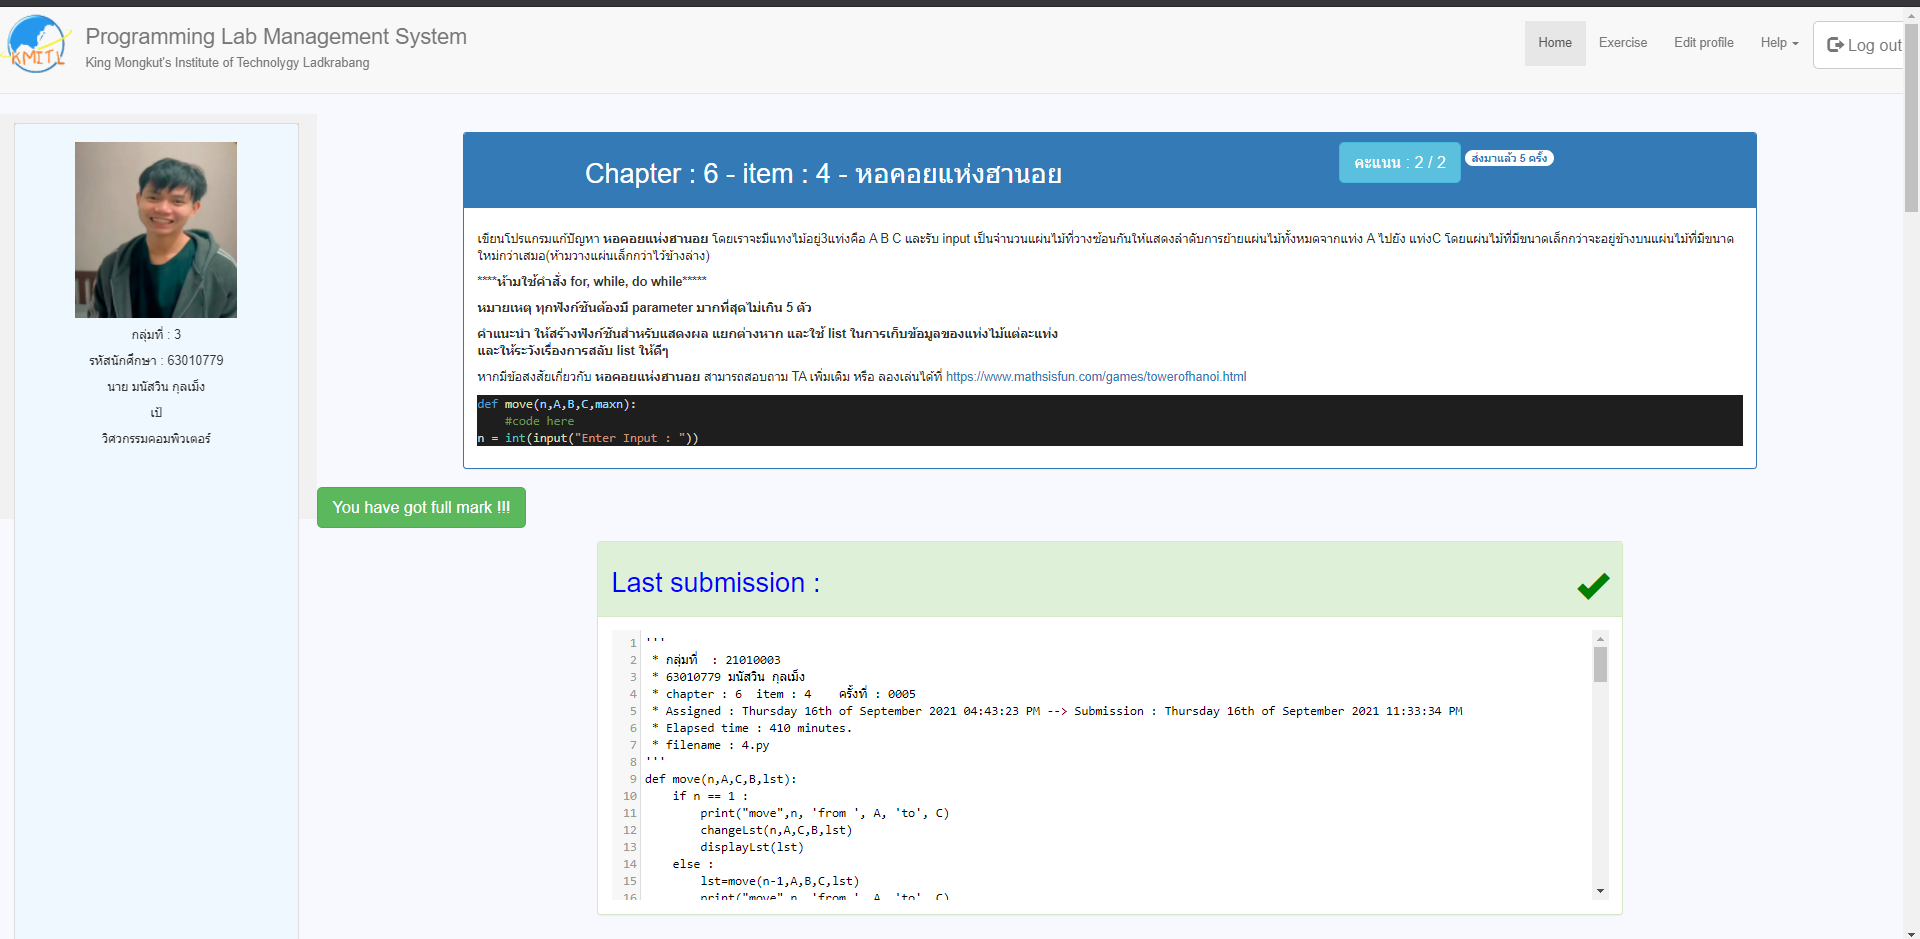 KMITL
Programming Lab Management System
King Mongkut's Institute of Technolygy Ladkrabang
Home
Exercise
Edit profile
Help
Log out
กลุ่มที่ : 3
รหัสนักศึกษา : 63010779
นาย มนัสวิน กุลเม็ง
เป้
วิศวกรรมคอมพิวเตอร์
Chapter : 6 - item : 4 - หอคอยแห่งฮานอย
คะแนน : 2 / 2
ส่งมาแล้ว 5 ครั้ง
เขียนโปรแกรมแก้ปัญหา หอคอยแห่งฮานอย โดยเราจะมีแทงไม้อยู่3แท่งคือ A B C และรับ input เป็นจำนวนแผ่นไม้ที่วางซ้อนกันให้แสดงลำดับการย้ายแผ่นไม้ทั้งหมดจากแท่ง A ไปยัง แท่งC โดยแผ่นไม้ที่มีขนาดเล็กกว่าจะอยู่ข้างบนแผ่นไม้ที่มีขนาด
ใหม่กว่าเสมอ(ห้ามวางแผ่นเล็กกว่าไว้ข้างล่าง)
****ห้ามใช้คำสั่ง for, while, do while*****
หมายเหตุ ทุกฟังก์ชันต้องมี parameter มากที่สุดไม่เกิน 5 ตัว
คำแนะนำ ให้สร้างฟังก์ชันสำหรับแสดงผล แยกต่างหาก และใช้ list ในการเก็บข้อมูลของแท่งไม้แต่ละแท่ง
และให้ระวังเรื่องการสลับ list ให้ดีๆ
หากมีข้อสงสัยเกี่ยวกับ หอคอยแห่งฮานอย สามารถสอบถาม TA เพิ่มเติม หรือ ลองเล่นได้ที่ https://www.mathsisfun.com/games/towerofhanoi.html
def move(n,A,B,C,maxn):
#code here
n = int(input("Enter Input : "))
You have got full mark !!!
Last submission :
1 '''
2 * กลุ่มที่ : 21010003
3 * 63010779 มนัสวิน กุลเม็ง
4 * chapter : 6 item : 4 ครั้งที่ : 0005
5 * Assigned : Thursday 16th of September 2021 04:43:23 PM --> Submission : Thursday 16th of September 2021 11:33:34 PM
6 * Elapsed time : 410 minutes.
7 * filename : 4.py
8 '''
9 def move(n,A,C,B,lst):
10 if n == 1 :
11 print("move",n, 'from ', A, 'to', C)
12 changeLst(n,A,C,B,lst)
13 displayLst(lst)
14 else :
15 lst=move(n-1,A,B,C,lst)
16 print("move",n, 'from ', A, 'to', C)